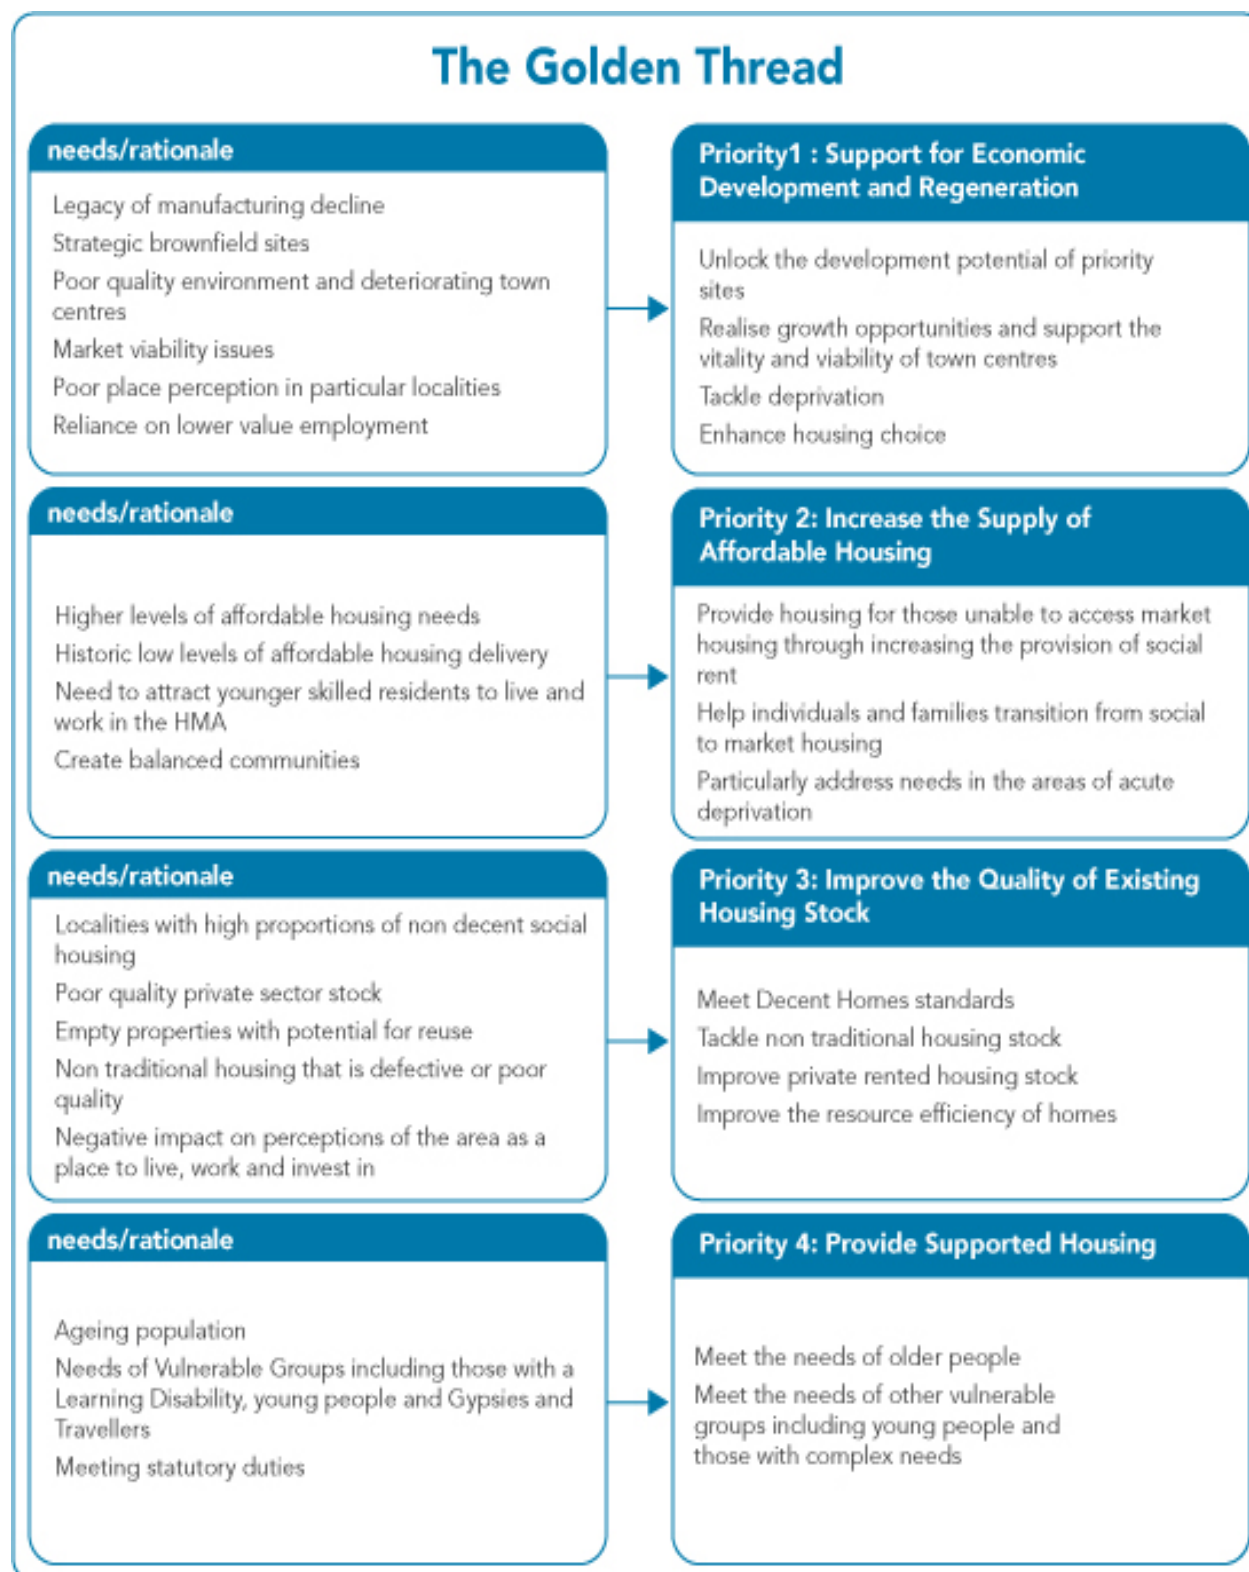 The Golden Thread
needs/rationale
Legacy of manufacturing decline
Strategic brownfield sites
Poor quality environment and deteriorating town
centres
Market viability issues
Poor place perception in particular localities
Reliance on lower value employment
Priority1 : Support for Economic
Development and Regeneration
Unlock the development potential of priority
sites
Realise growth opportunities and support the
vitality and viability of town centres
Tackle deprivation
Enhance housing choice
needs/rationale
Higher levels of affordable housing needs
Historic low levels of affordable housing delivery
Need to attract younger skilled residents to live and
work in the HMA
Create balanced communities
Priority 2: Increase the Supply of
Affordable Housing
Provide housing for those unable to access market
housing through increasing the provision of social
rent
Help individuals and families transition from social
to market housing
Particularly address needs in the areas of acute
deprivation
needs/rationale
Localities with high proportions of non decent social
housing
Poor quality private sector stock
Empty properties with potential for reuse
Non traditional housing that is defective or poor
quality
Negative impact on perceptions of the area as a
place to live, work and invest in
Priority 3: Improve the Quality of Existing
Housing Stock
Meet Decent Homes standards
Tackle non traditional housing stock
Improve private rented housing stock
Improve the resource efficiency of homes
needs/rationale
Ageing population
Needs of Vulnerable Groups including those with a
Learning Disability, young people and Gypsies and
Travellers
Meeting statutory duties
Priority 4: Provide Supported Housing
Meet the needs of older people
Meet the needs of other vulnerable
groups including young people and
those with complex needs